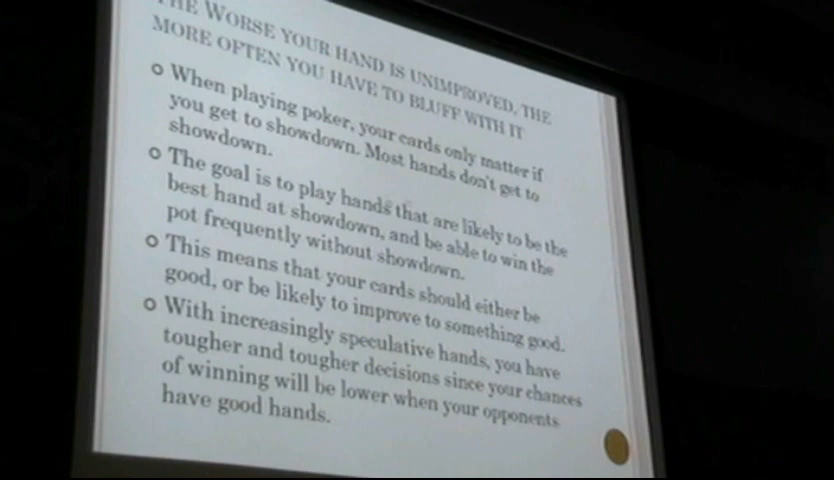 THE WORSE YOUR HAND IS UNIMPROVED, THE
MORE OFTEN YOU HAVE TO BLUFF WITH IT
When playing poker, your cards only matter if
you get to showdown. Most hands don't get to
showdown.
The goal is to play hands that are likely to be the
best hand at showdown, and be able to win the
pot frequently without showdown.
This means that your cards should either be
good, or be likely to improve to something good.
With increasingly speculative hands, you have
tougher and tougher decisions since your chances
of winning will be lower when your opponents
have good hands.